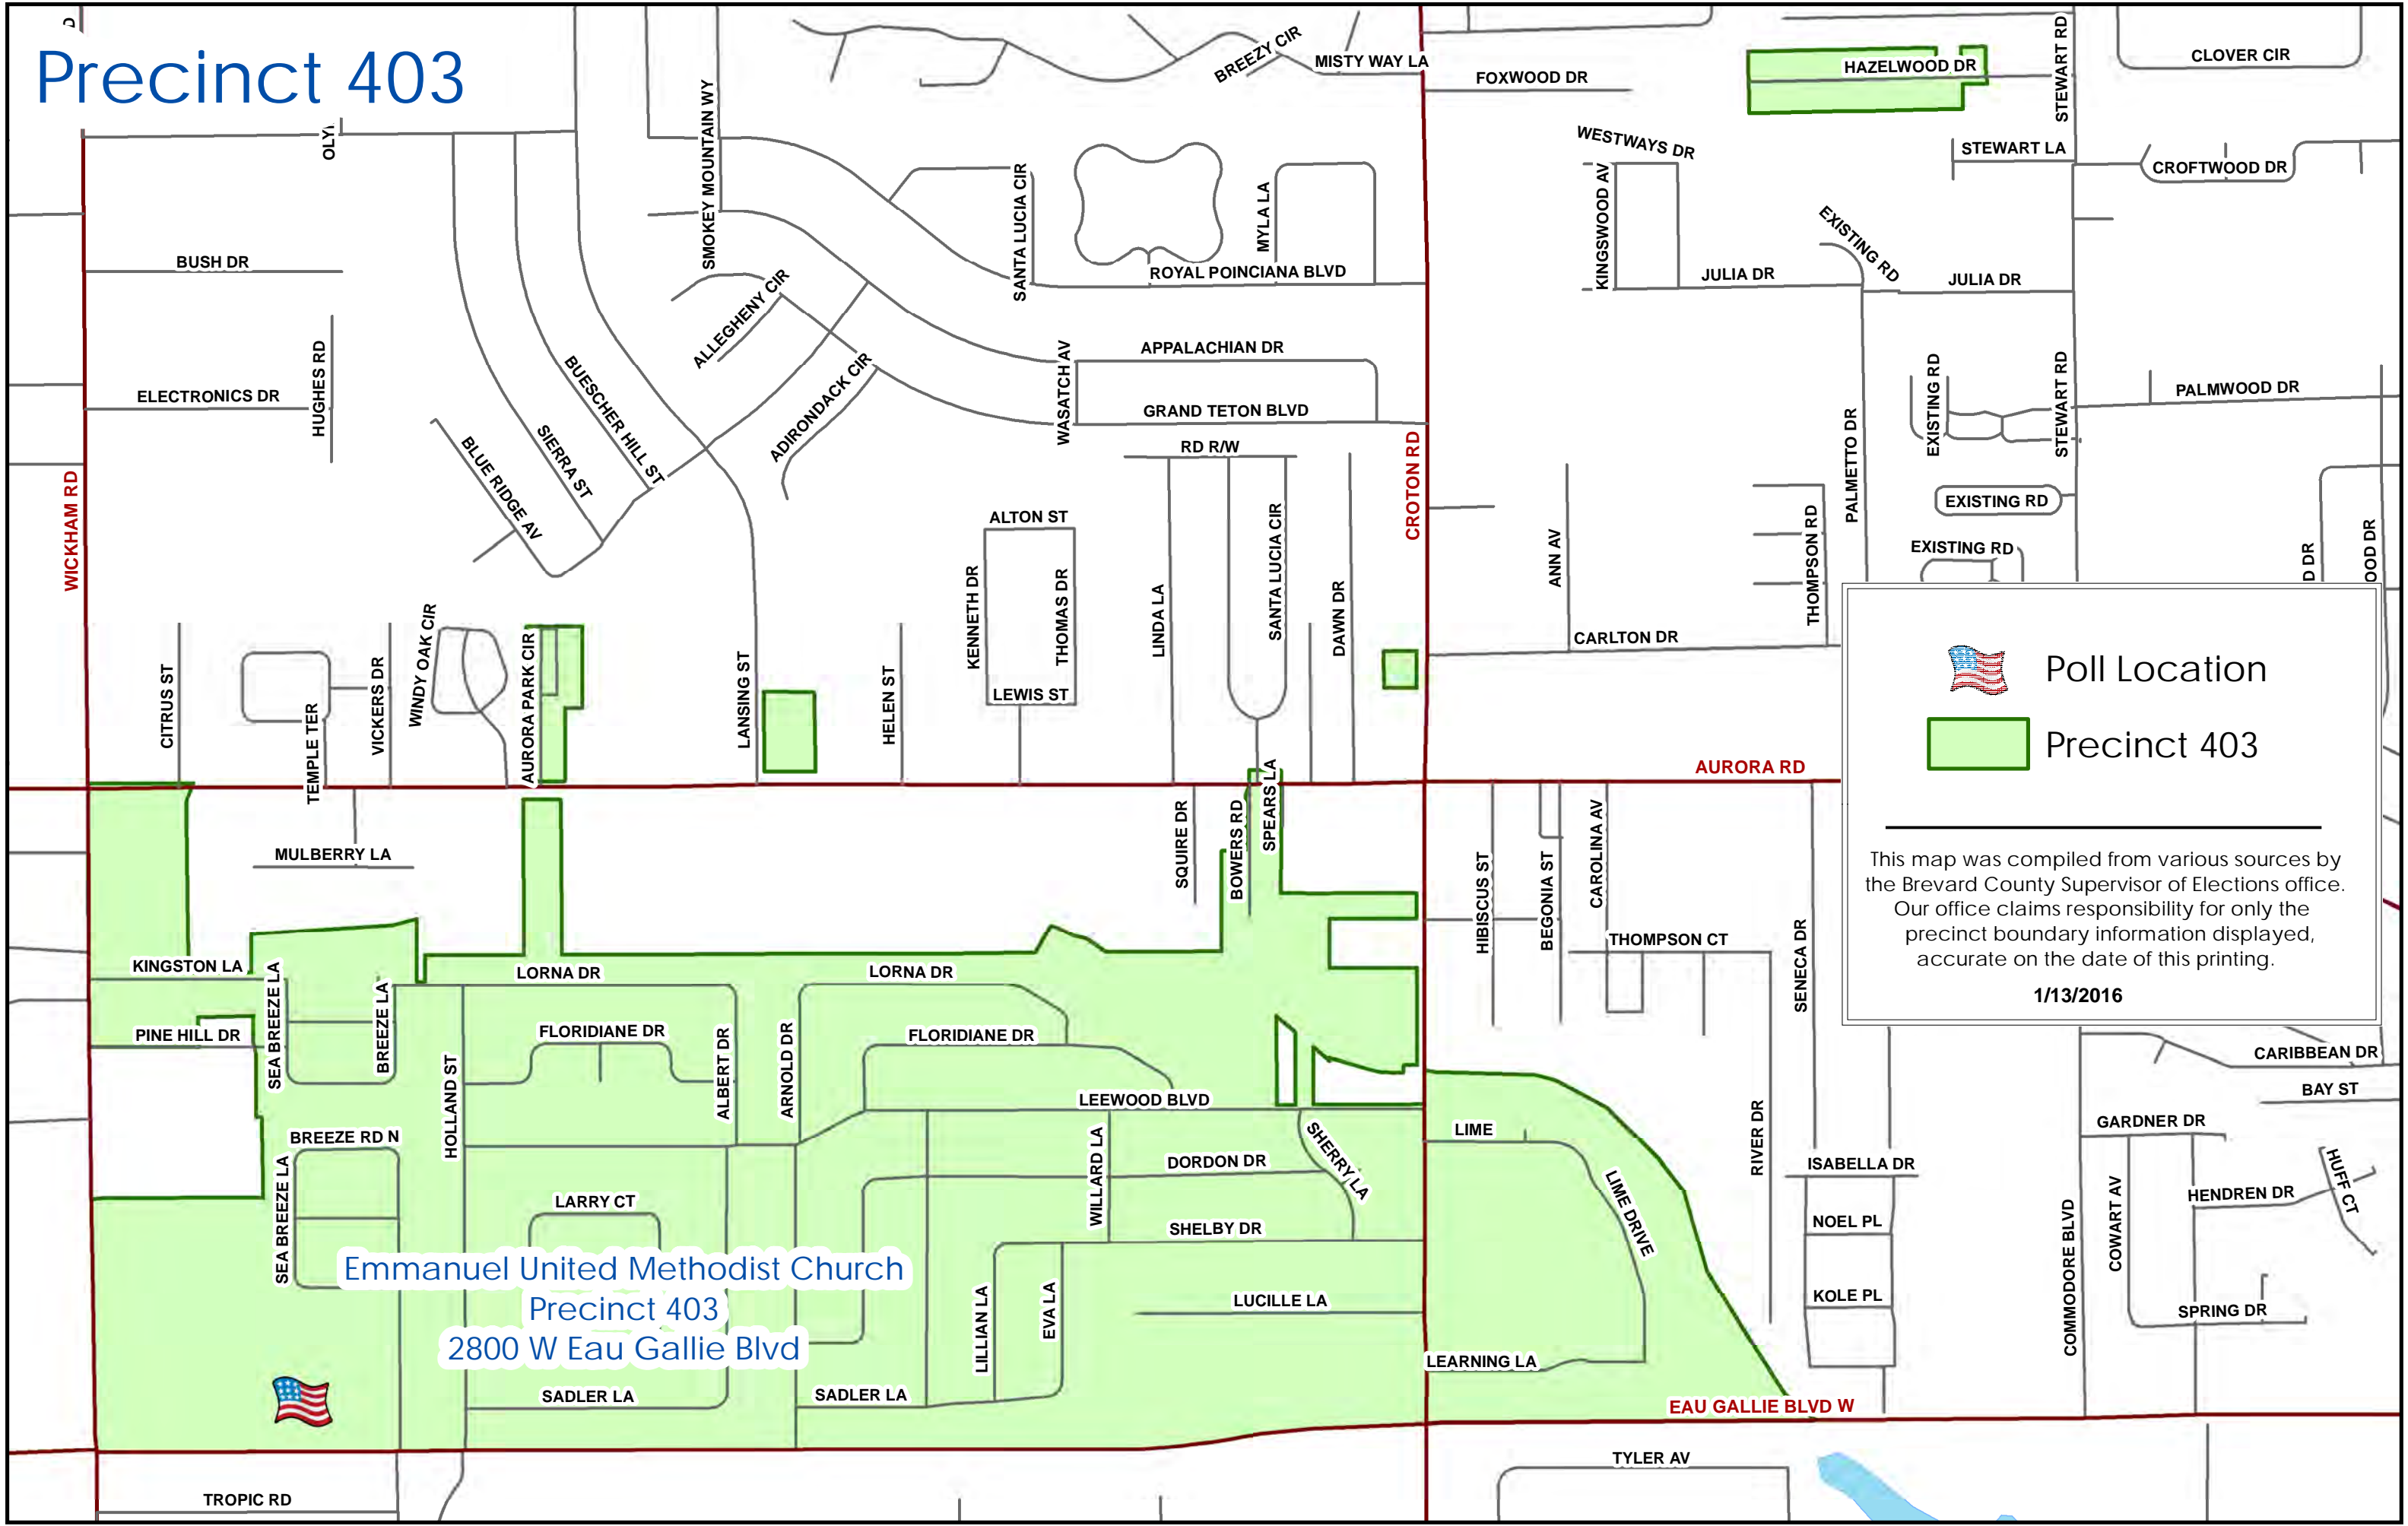 Precinct 403
BREEZY CIR
MISTY WAY LA
FOXWOOD DR
HAZELWOOD DR
STEWART RD
CLOVER CIR
OLY
SMOKEY MOUNTAIN WY
WESTWAYS DR
STEWART LA
CROFTWOOD DR
SANTA LUCIA CIR
MYLA LA
KINGSWOOD AV
EXISTING RD
BUSH DR
ROYAL POINCIANA BLVD
JULIA DR
JULIA DR
ALLEGHENY CIR
HUGHES RD
ELECTRONICS DR
BUESCHER HILL ST
ADIRONDACK CIR
WASATCH AV
APPALACHIAN DR
GRAND TETON BLVD
EXISTING RD
STEWART RD
PALMWOOD DR
SIERRA ST
BLUE RIDGE AV
RD R/W
CROTON RD
PALMETTO DR
WICKHAM RD
EXISTING RD
ALTON ST
SANTA LUCIA CIR
ANN AV
THOMPSON RD
EXISTING RD
D DR
OOD DR
KENNETH DR
THOMAS DR
LINDA LA
DAWN DR
CARLTON DR
CITRUS ST
TEMPLE TER
VICKERS DR
WINDY OAK CIR
AURORA PARK CIR
LANSING ST
HELEN ST
LEWIS ST
Poll Location
Precinct 403
AURORA RD
This map was compiled from various sources by
the Brevard County Supervisor of Elections office.
Our office claims responsibility for only the
precinct boundary information displayed,
accurate on the date of this printing.
1/13/2016
MULBERRY LA
SQUIRE DR
BOWERS RD
SPEARS LA
HIBISCUS ST
BEGONIA ST
CAROLINA AV
THOMPSON CT
SENECA DR
KINGSTON LA
SEA BREEZE LA
BREEZE LA
LORNA DR
LORNA DR
PINE HILL DR
FLORIDIANE DR
FLORIDIANE DR
HOLLAND ST
ALBERT DR
ARNOLD DR
CARIBBEAN DR
BAY ST
LEEWOOD BLVD
GARDNER DR
BREEZE RD N
LIME
RIVER DR
SEA BREEZE LA
WILLARD LA
DORDON DR
SHERRY LA
LIME DRIVE
ISABELLA DR
HUFF CT
HENDREN DR
COWART AV
COMMODORE BLVD
LARRY CT
SHELBY DR
NOEL PL
Emmanuel United Methodist Church
Precinct 403
2800 W Eau Gallie Blvd
LILLIAN LA
EVA LA
LUCILLE LA
KOLE PL
SPRING DR
LEARNING LA
SADLER LA
SADLER LA
EAU GALLIE BLVD W
TYLER AV
TROPIC RD